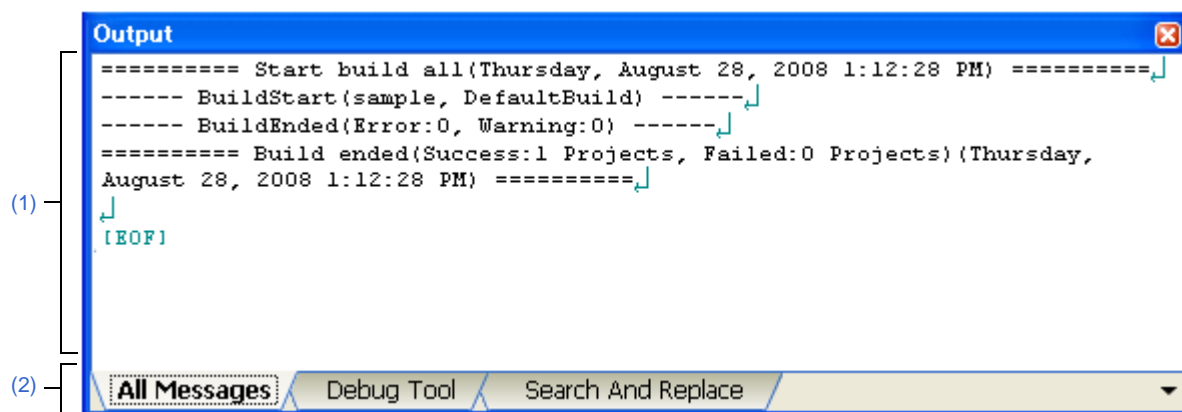 Output
========== Start build all(Thursday, August 28, 2008 1:12:28 PM) ==========
------ BuildStart(sample, DefaultBuild) ------
------ BuildEnded(Error:0, Warning:0) ------
========== Build ended(Success:1 Projects, Failed:0 Projects)(Thursday,
August 28, 2008 1:12:28 PM) ==========
(1)
[EOF]
(2)
All Messages Debug Tool Search And Replace